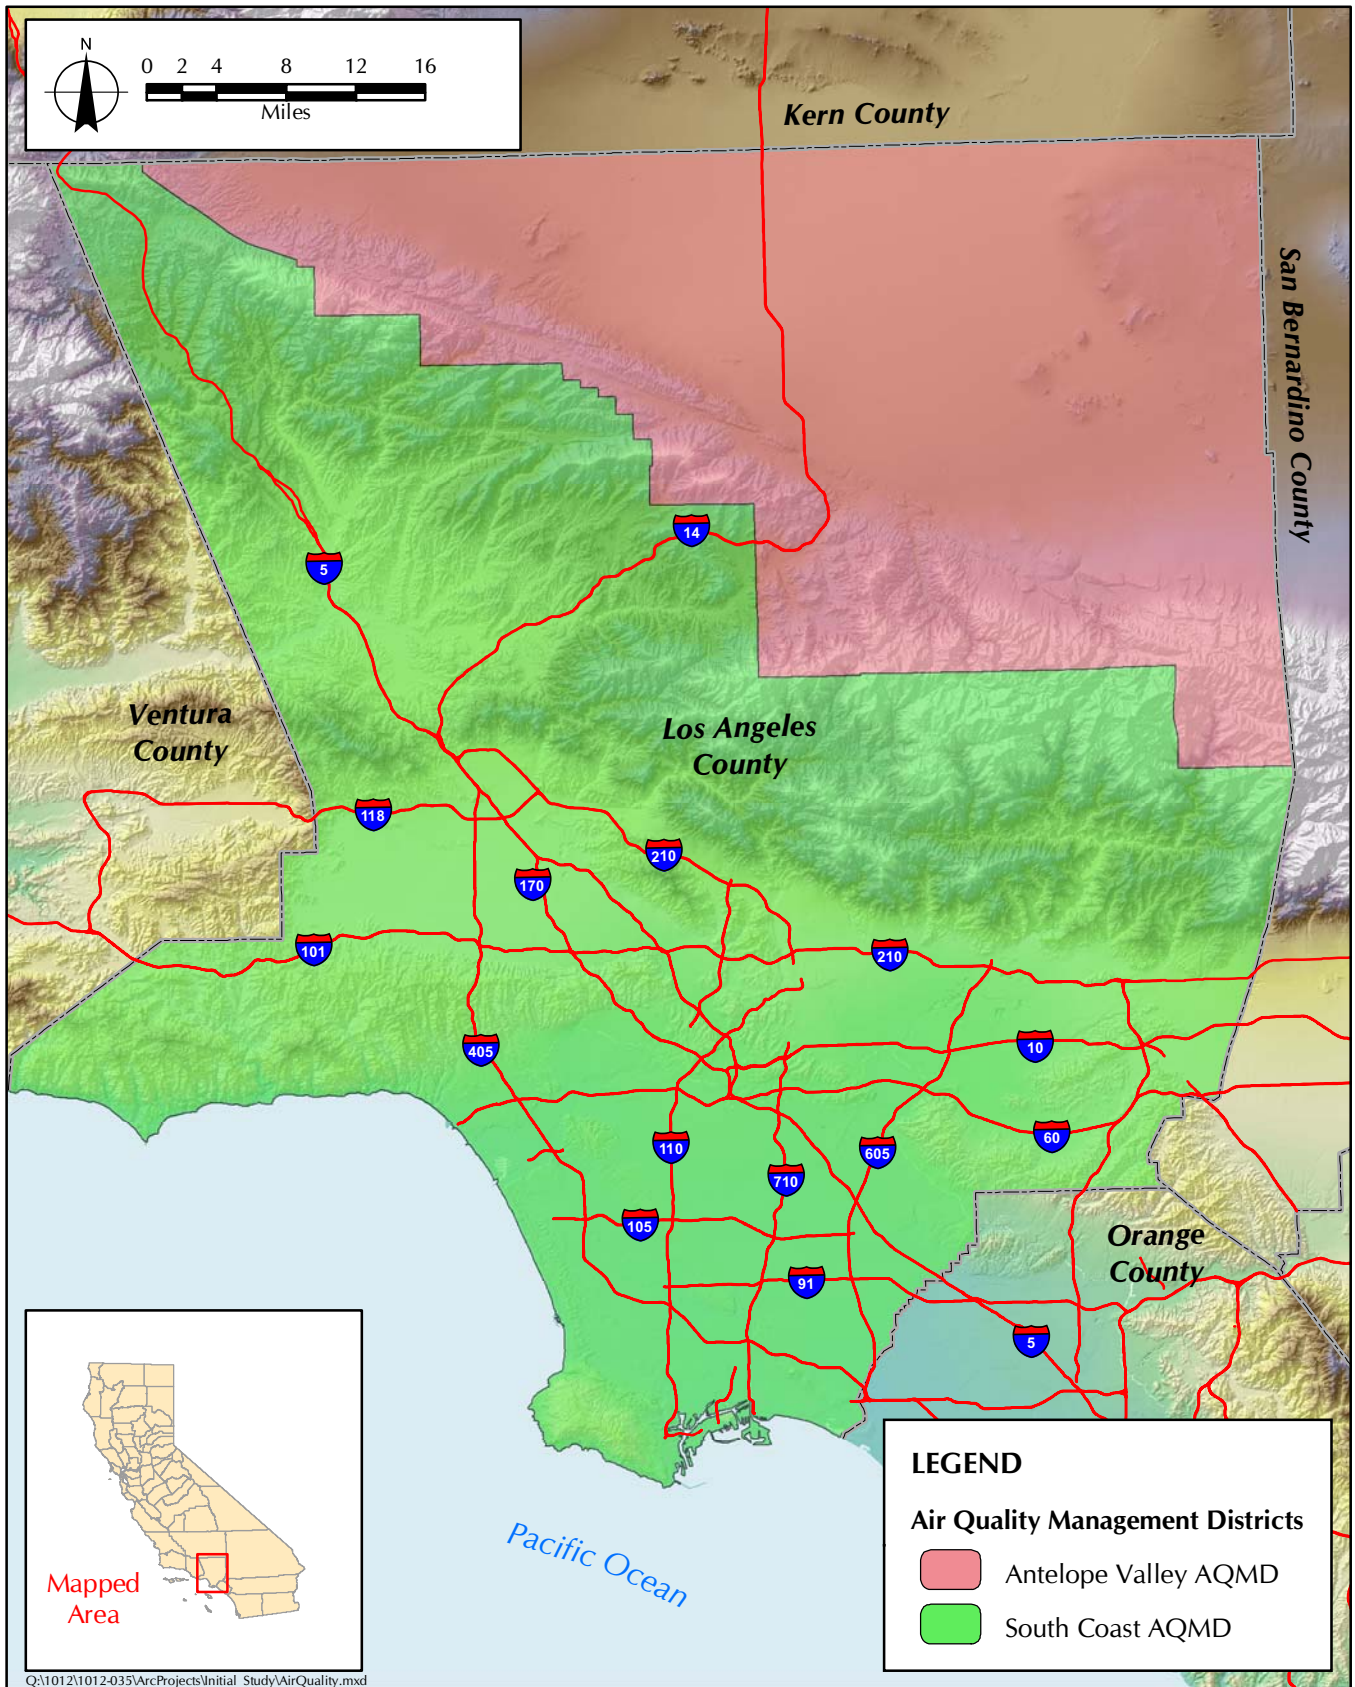 N
0 2 4 8 12 16
Miles
Kern County
San Bernardino County
14
5
Ventura
County
Los Angeles
County
118
210
170
101
210
405
10
110
60
605
710
105
Orange
County
91
5
Pacific Ocean
Mapped
Area
LEGEND
Air Quality Management Districts
Antelope Valley AQMD
South Coast AQMD
Q:\1012\1012-035\ArcProjects\Initial_Study\AirQuality.mxd